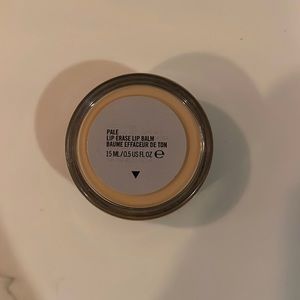 PALE
LIP ERASE LIP BALM
BAUME EFFACEUR DE TON
15 ML/0.5 US FL OZ ℮